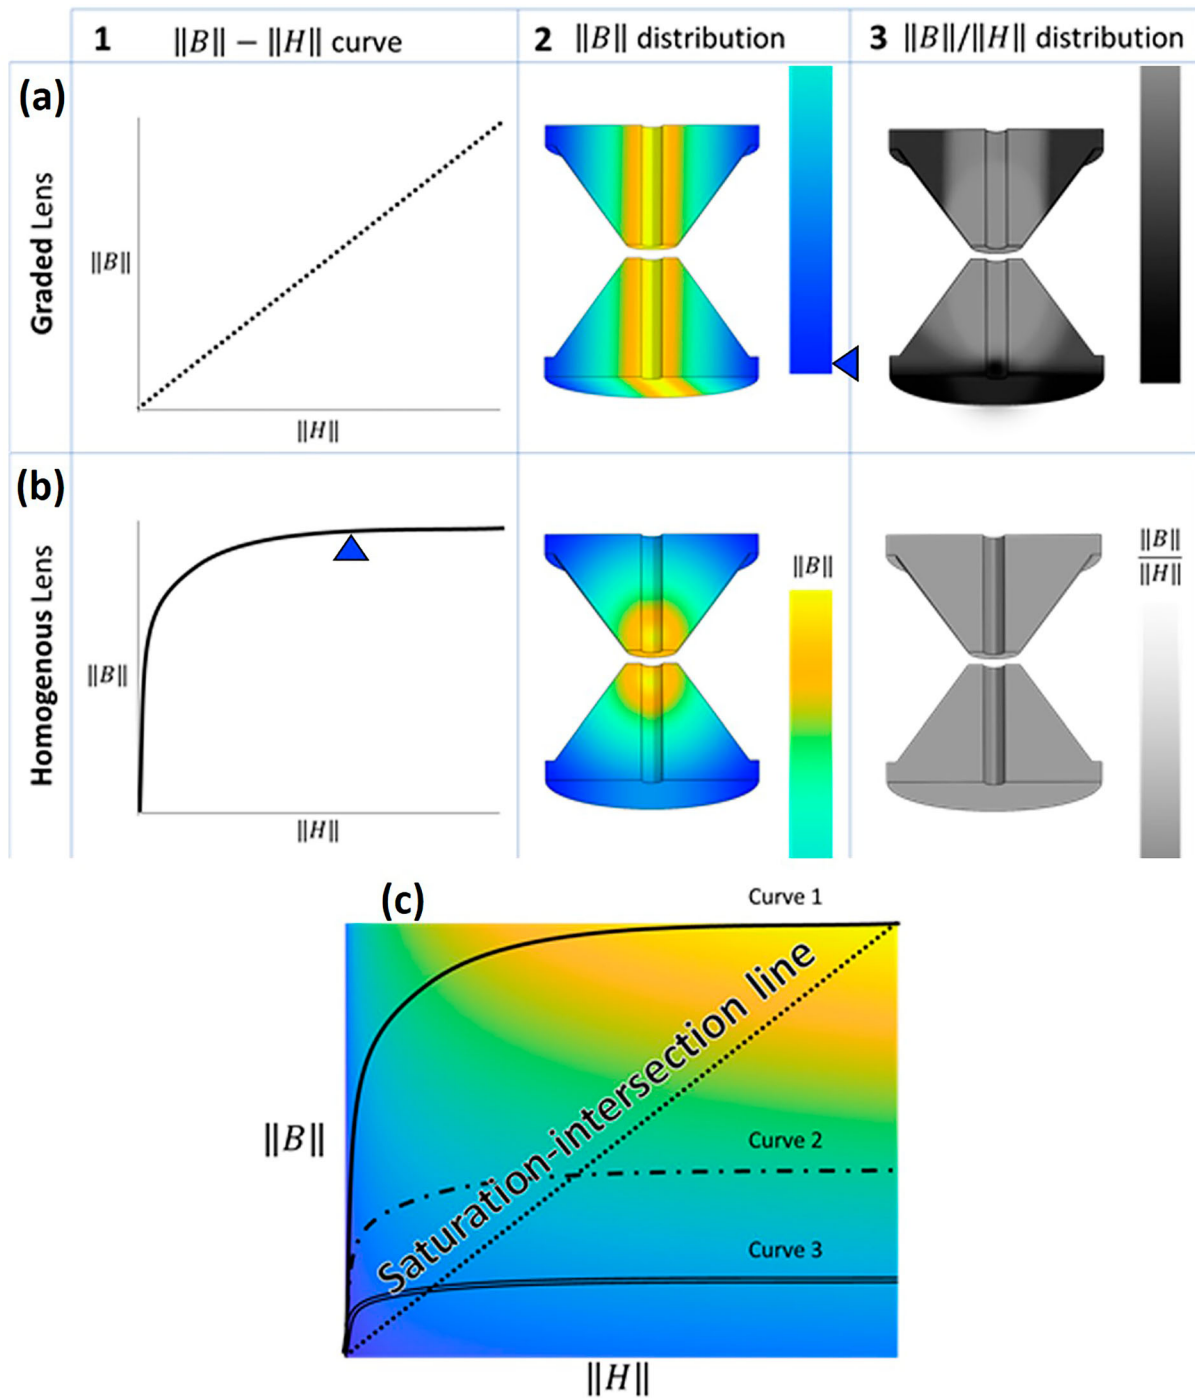 1 ‖B‖ − ‖H‖ curve
2 ‖B‖ distribution
3 ‖B‖/‖H‖ distribution
(a)
Graded Lens
‖B‖
‖H‖
(b)
Homogenous Lens
‖B‖
‖H‖
‖B‖
‖B‖
‖H‖
(c)
Curve 1
Saturation-intersection line
Curve 2
Curve 3
‖B‖
‖H‖